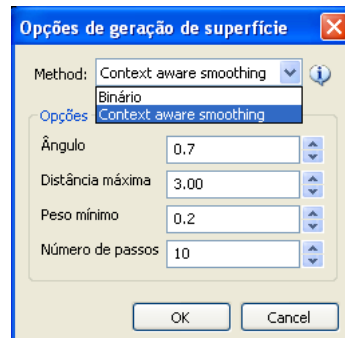 Opções de geração de superfície
Method: Context aware smoothing
Binário
Context aware smoothing
Opções
Ângulo 0.7
Distância máxima 3.00
Peso mínimo 0.2
Número de passos 10
OK Cancel